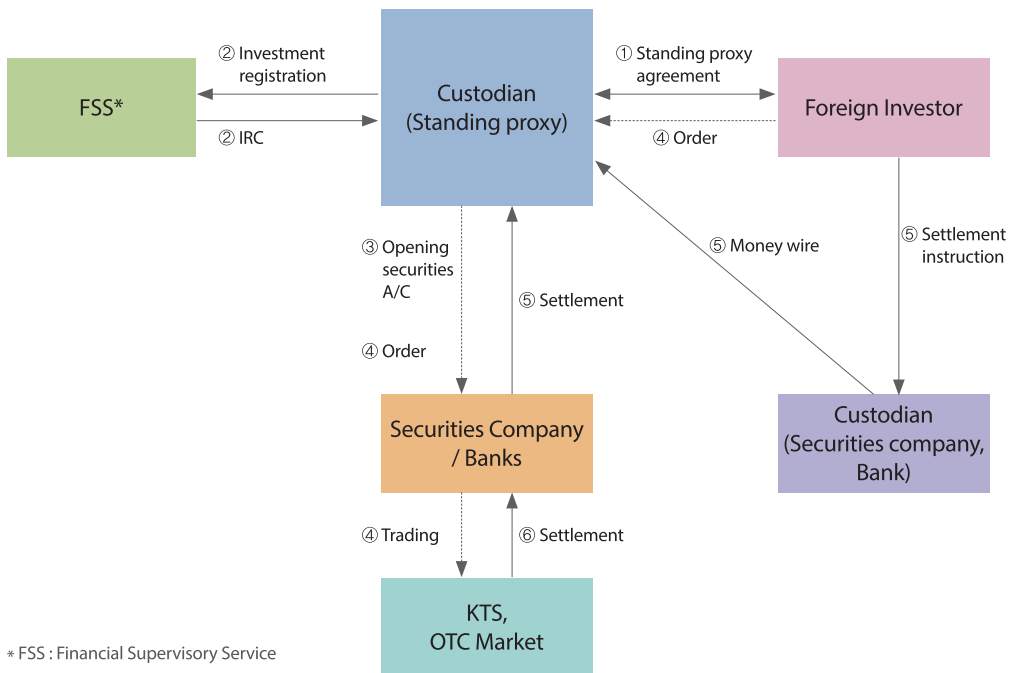 ② Investment
registration
① Standing proxy
agreement
FSS*
Custodian
(Standing proxy)
Foreign Investor
② IRC
④ Order
③ Opening
securities
A/C
⑤ Settlement
④ Order
⑤ Money wire
⑤ Settlement
instruction
Securities Company
/ Banks
Custodian
(Securities company,
Bank)
④ Trading
⑥ Settlement
KTS,
OTC Market
* FSS : Financial Supervisory Service